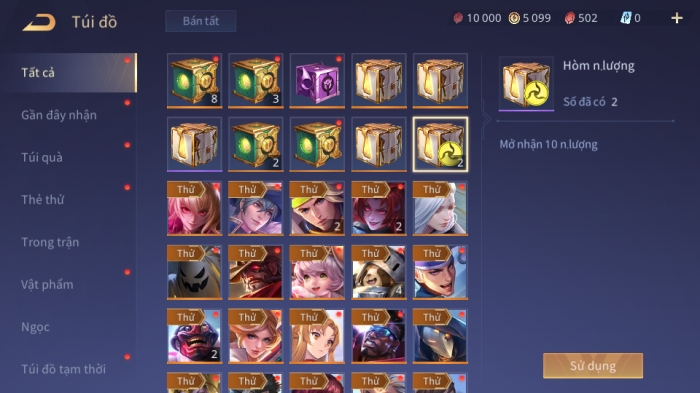 Túi đồ
Bán tất
10 000
5 099
502
0
+
Tất cả
Gần đây nhận
Túi quà
Thẻ thử
Trong trận
Vật phẩm
Ngọc
Túi đồ tạm thời
8
3
2
2
Thử
Thử
Thử
Thử
Thử
2
2
Thử
Thử
Thử
Thử
Thử
4
Thử
Thử
Thử
Thử
Thử
2
Thử
Thử
Thử
Thử
Thử
Hòm n.lượng
Số đã có 2
Mở nhận 10 n.lượng
Sử dụng